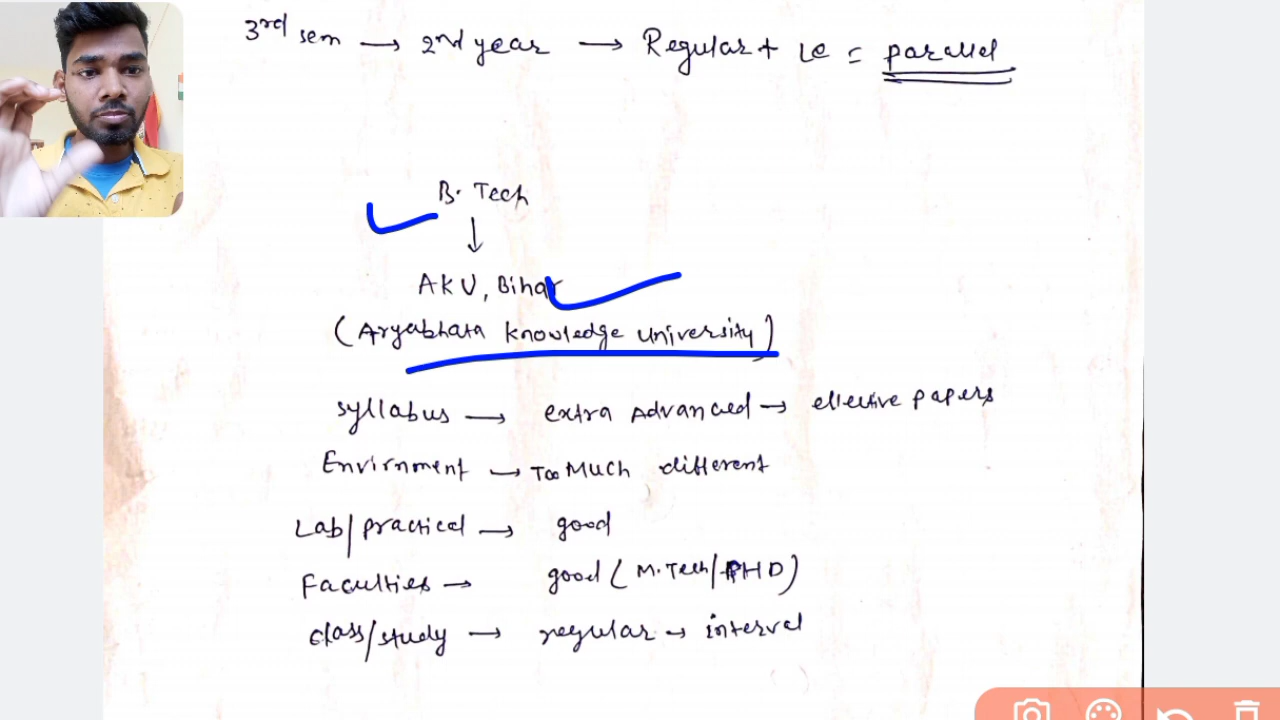 3rd sem → 2nd year → Regular + LE = parallel
B. Tech
↓
AKU, Bihar
(Aryabhata Knowledge University)
Syllabus → extra Advanced → ellective papers
Envirnment → Too Much different
Lab/practical → good
Faculties → good (M.Tech/PHD)
Class/study → regular → interval